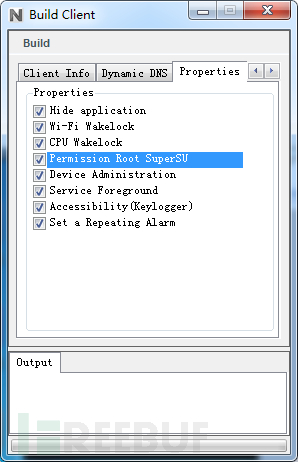 Build Client
Build
Client Info
Dynamic DNS
Properties
Properties
Hide application
Wi-Fi Wakelock
CPU Wakelock
Permission Root SuperSU
Device Administration
Service Foreground
Accessibility(Keylogger)
Set a Repeating Alarm
Output
FREEBUF